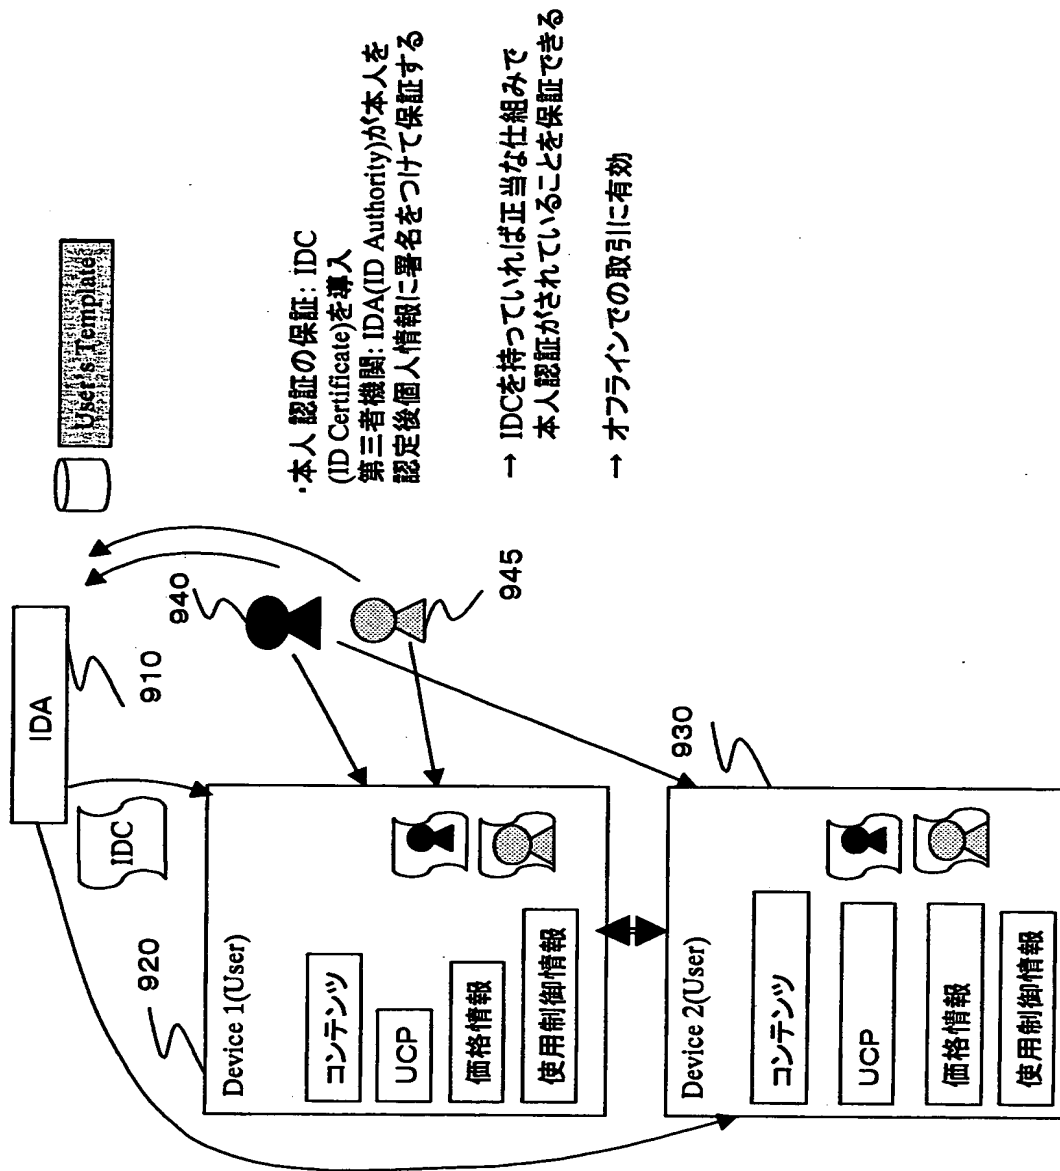 IDA
910
User's Template
IDC
920
940
945
Device 1(User)
コンテンツ
UCP
価格情報
使用制御情報
930
Device 2(User)
コンテンツ
UCP
価格情報
使用制御情報
・本人認証の保証: IDC
(ID Certificate)を導入
第三者機関: IDA(ID Authority)が本人を
認定後個人情報に署名をつけて保証する
→ IDCを持っていれば正当な仕組みで
本人認証がされていることを保証できる
→ オフラインでの取引に有効